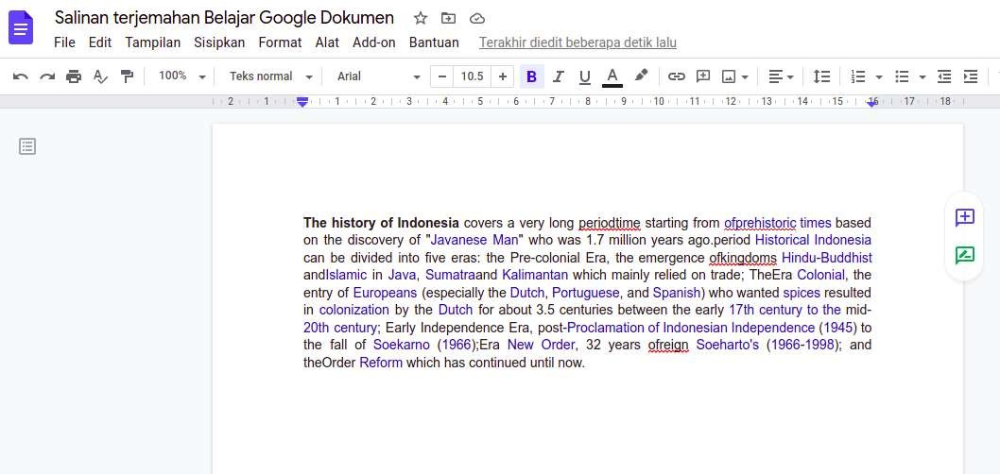 Salinan terjemahan Belajar Google Dokumen
File Edit Tampilan Sisipkan Format Alat Add-on Bantuan Terakhir diedit beberapa detik lalu
100% Teks normal Arial − 10.5 + B I U A
2 1 1 2 3 4 5 6 7 8 9 10 11 12 13 14 15 16 17 18
The history of Indonesia covers a very long periodtime starting from ofprehistoric times based
on the discovery of "Javanese Man" who was 1.7 million years ago.period Historical Indonesia
can be divided into five eras: the Pre-colonial Era, the emergence ofkingdoms Hindu-Buddhist
andIslamic in Java, Sumatraand Kalimantan which mainly relied on trade; TheEra Colonial, the
entry of Europeans (especially the Dutch, Portuguese, and Spanish) who wanted spices resulted
in colonization by the Dutch for about 3.5 centuries between the early 17th century to the mid-
20th century; Early Independence Era, post-Proclamation of Indonesian Independence (1945) to
the fall of Soekarno (1966);Era New Order, 32 years ofreign Soeharto's (1966-1998); and
theOrder Reform which has continued until now.